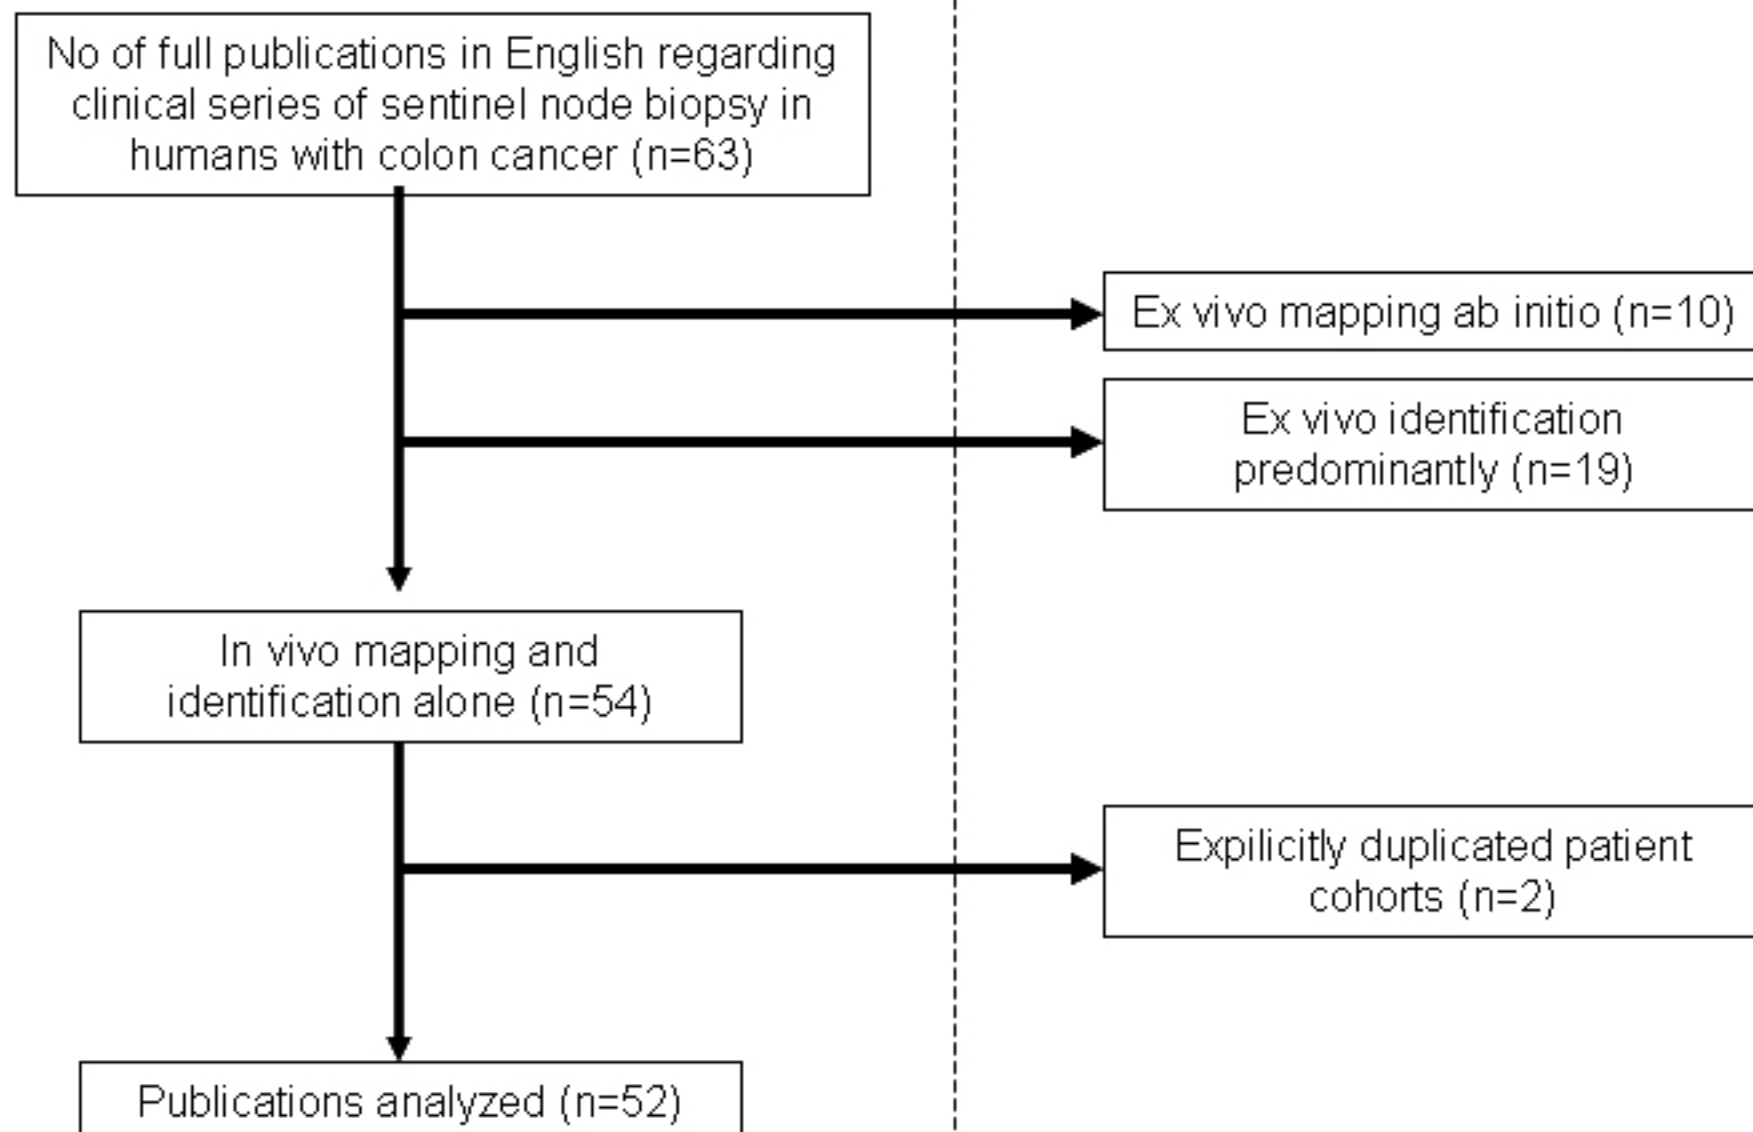 No of full publications in English regarding
clinical series of sentinel node biopsy in
humans with colon cancer (n=63)
Ex vivo mapping ab initio (n=10)
Ex vivo identification
predominantly (n=19)
In vivo mapping and
identification alone (n=54)
Expilicitly duplicated patient
cohorts (n=2)
Publications analyzed (n=52)